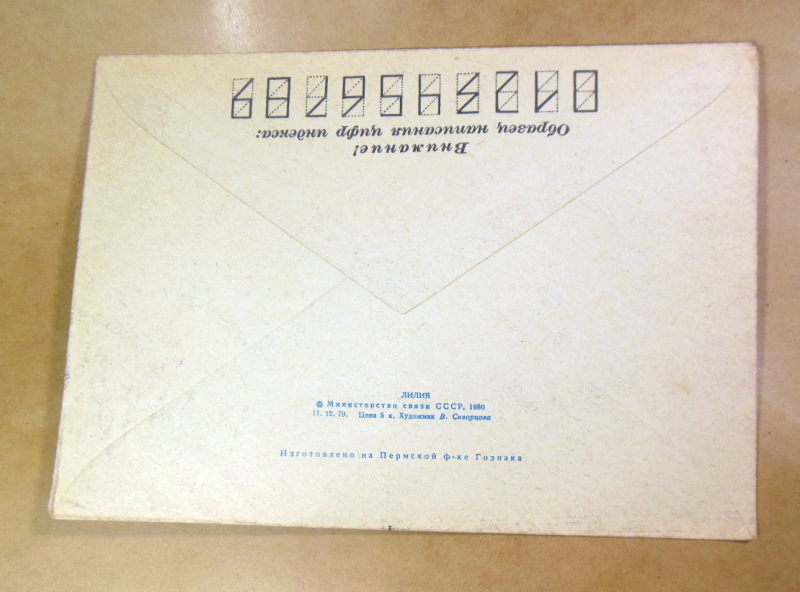 Внимание!
Образец написания цифр индекса:
0123456789
ЛИЛИЯ
© Министерство связи СССР, 1980
11. 12. 79. Цена 5 к. Художник В. Скворцова
Изготовлено на Пермской ф-ке Гознака